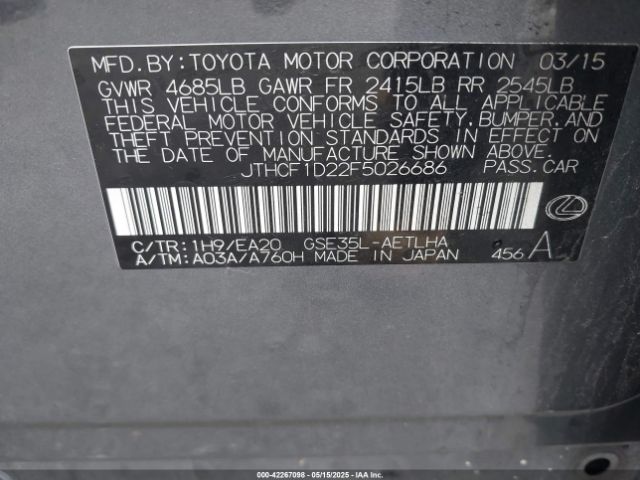 MFD. BY: TOYOTA MOTOR CORPORATION 03/15
GVWR 4685LB GAWR FR 2415LB RR 2545LB
THIS VEHICLE CONFORMS TO ALL APPLICABLE
FEDERAL MOTOR VEHICLE SAFETY, BUMPER, AND
THEFT PREVENTION STANDARDS IN EFFECT ON
THE DATE OF MANUFACTURE SHOWN ABOVE.
JTHCF1D22F5026686 PASS. CAR
C/TR: 1H9/EA20 GSE35L-AETLHA
A/TM: A03A/A760H MADE IN JAPAN 456 A
000-42267098 - 05/15/2025 - IAAI.COM